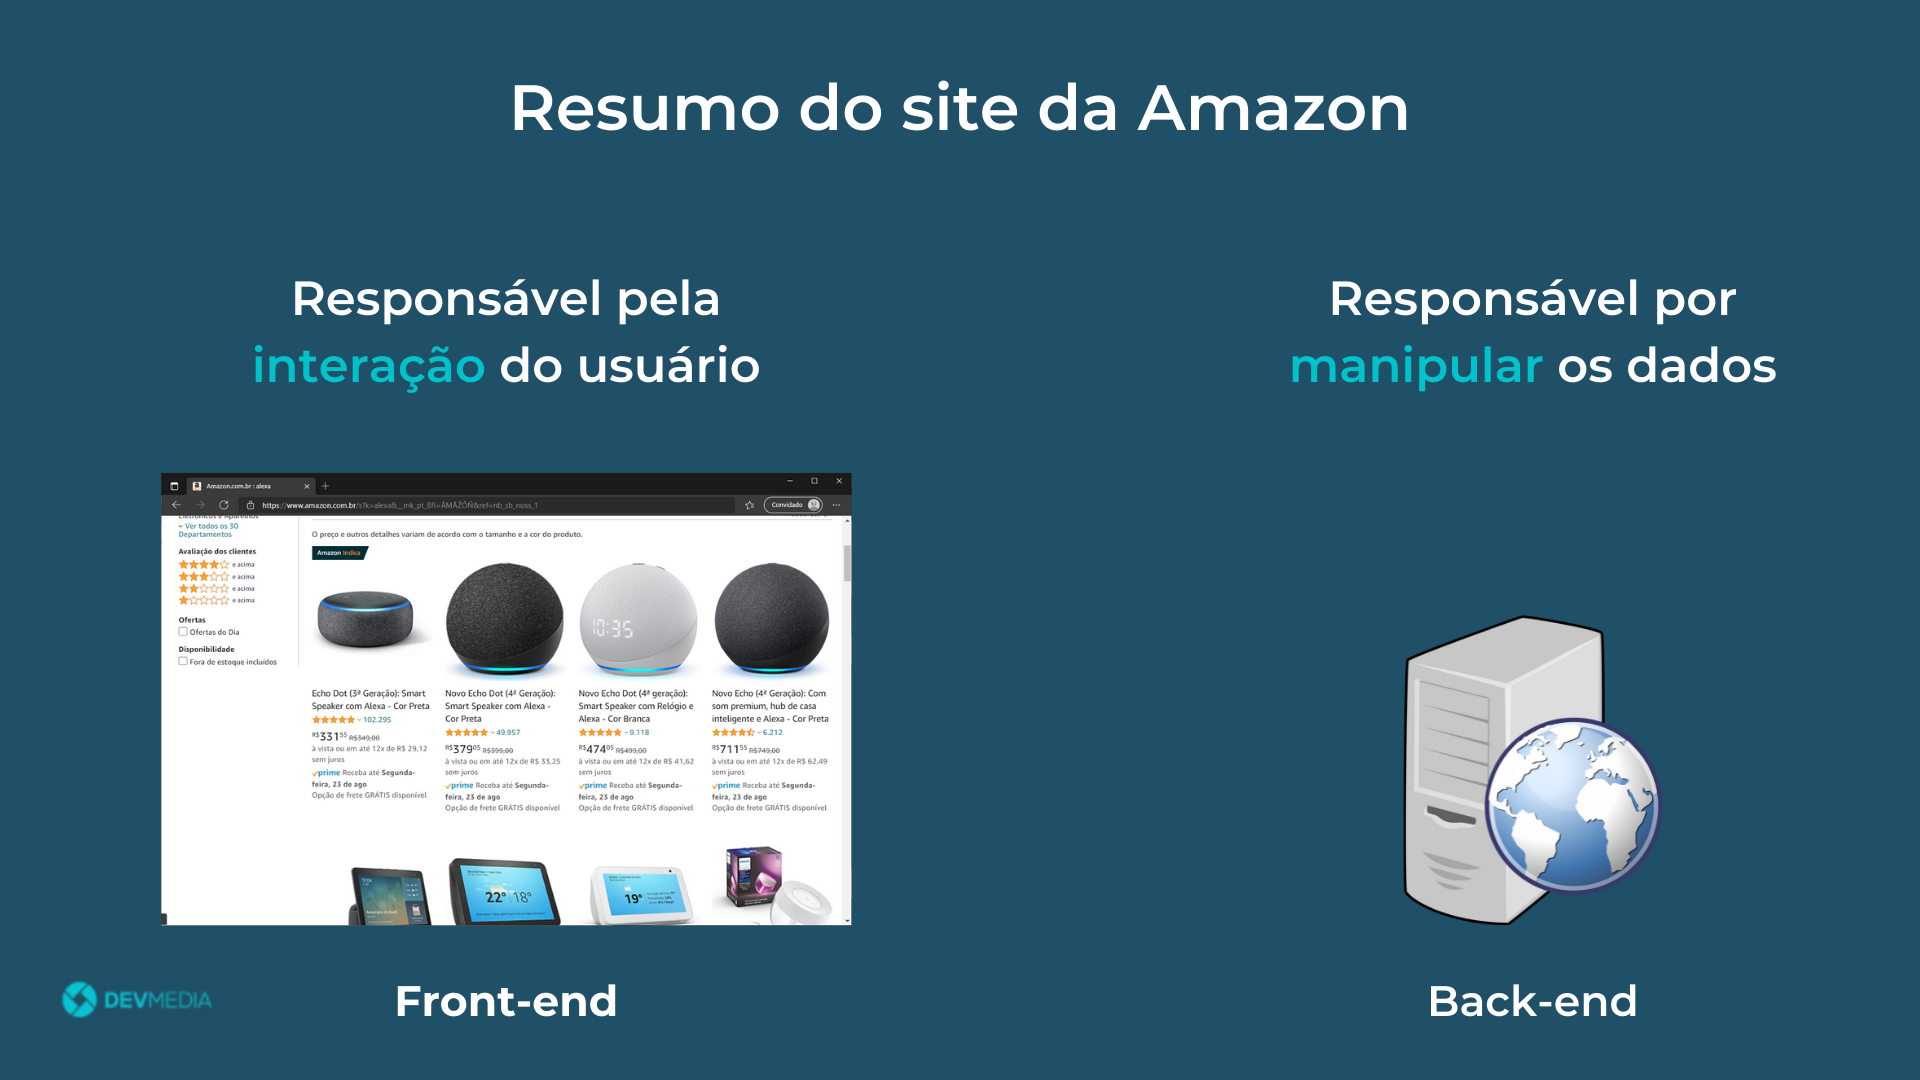 Resumo do site da Amazon
Responsável pela
interação do usuário
Responsável por
manipular os dados
Amazon.com.br : alexa
https://www.amazon.com.br/s?k=alexa&__mk_pt_BR=ÅMÅŽÕÑ&ref=nb_sb_noss_1
Convidado
Eletrônicos e Aparelhos
Ver todos os 30
Departamentos
Avaliação dos clientes
e acima
e acima
e acima
e acima
Ofertas
Ofertas do Dia
Disponibilidade
Fora de estoque incluídos
O preço e outros detalhes variam de acordo com o tamanho e a cor do produto.
Amazon Indica
10:35
Echo Dot (3ª Geração): Smart
Speaker com Alexa - Cor Preta
102.295
R$33155 R$349,00
à vista ou em até 12x de R$ 29,12
sem juros
prime Receba até Segunda-
feira, 23 de ago
Opção de frete GRÁTIS disponível
Novo Echo Dot (4ª Geração):
Smart Speaker com Alexa -
Cor Preta
49.957
R$37905 R$399,00
à vista ou em até 12x de R$ 33,25
sem juros
prime Receba até Segunda-
feira, 23 de ago
Opção de frete GRÁTIS disponível
Novo Echo Dot (4ª geração):
Smart Speaker com Relógio e
Alexa - Cor Branca
9.118
R$47405 R$499,00
à vista ou em até 12x de R$ 41,62
sem juros
prime Receba até Segunda-
feira, 23 de ago
Opção de frete GRÁTIS disponível
Novo Echo (4ª Geração): Com
som premium, hub de casa
inteligente e Alexa - Cor Preta
6.212
R$71155 R$749,00
à vista ou em até 12x de R$ 62,49
sem juros
prime Receba até Segunda-
feira, 23 de ago
Opção de frete GRÁTIS disponível
22° 18°
19°
DEVMEDIA
Front-end
Back-end